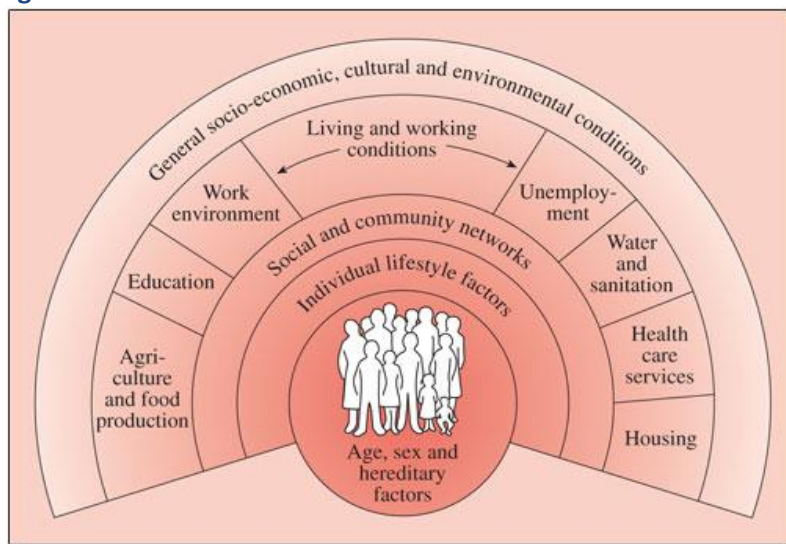 General socio-economic, cultural and environmental conditions
Living and working
conditions
Work
environment
Unemploy-
ment
Education
Water
and
sanitation
Agri-
culture
and food
production
Health
care
services
Housing
Social and community networks
Individual lifestyle factors
Age, sex and
hereditary
factors